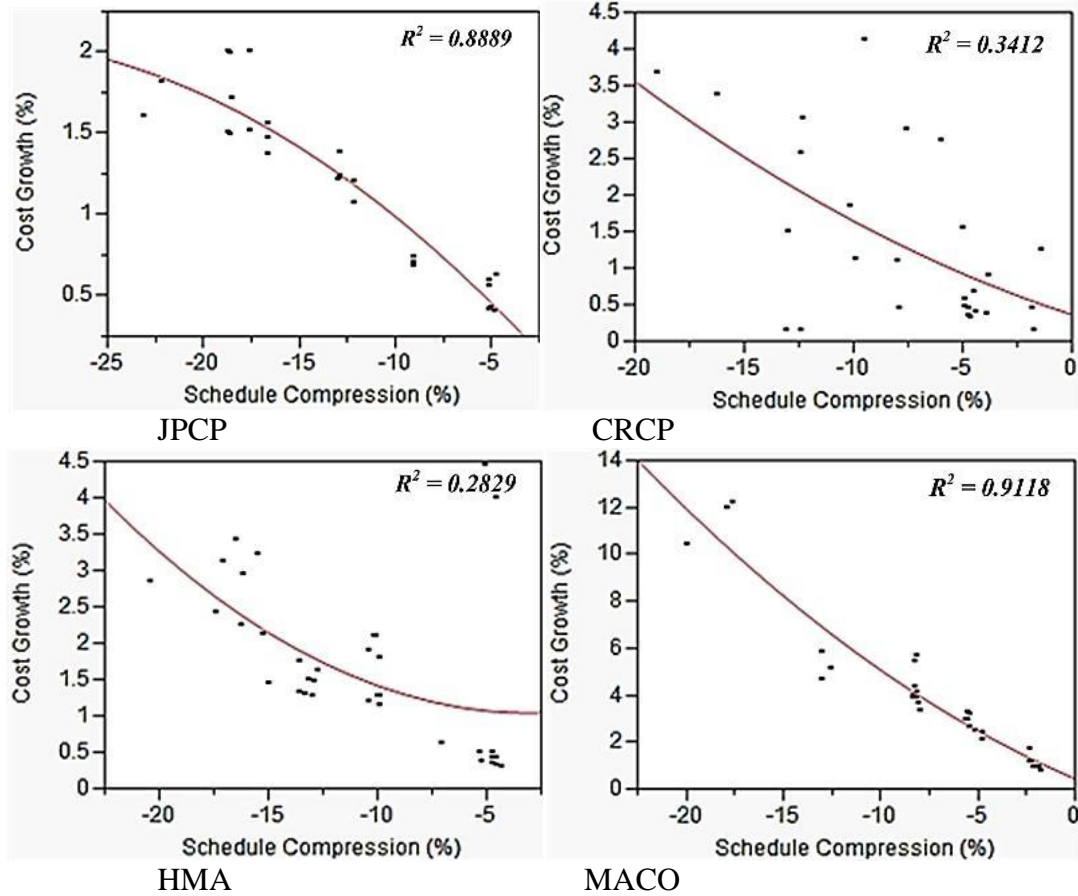 R² = 0.8889
Cost Growth (%)
2
1.5
1
0.5
-25 -20 -15 -10 -5
Schedule Compression (%)
JPCP
R² = 0.3412
Cost Growth (%)
4.5
4
3.5
3
2.5
2
1.5
1
0.5
0
-20 -15 -10 -5 0
Schedule Compression (%)
CRCP
R² = 0.2829
Cost Growth (%)
4.5
4
3.5
3
2.5
2
1.5
1
0.5
0
-20 -15 -10 -5
Schedule Compression (%)
HMA
R² = 0.9118
Cost Growth (%)
14
12
10
8
6
4
2
0
-20 -15 -10 -5 0
Schedule Compression (%)
MACO